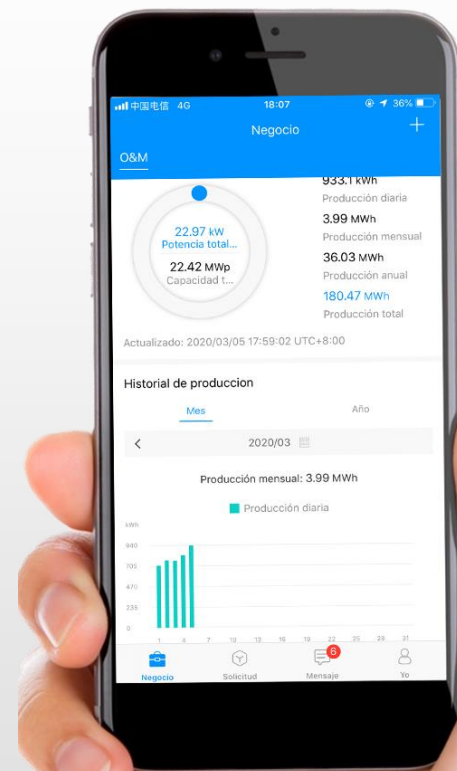 中国电信 4G 18:07 36%
Negocio +
O&M
933.1 kWh
Producción diaria
3.99 MWh
Producción mensual
36.03 MWh
Producción anual
180.47 MWh
Producción total
22.97 kW
Potencia total...
22.42 MWp
Capacidad t...
Actualizado: 2020/03/05 17:59:02 UTC+8:00
Historial de produccion
Mes Año
2020/03
Producción mensual: 3.99 MWh
Producción diaria
kWh
940
705
470
235
0
1 4 7 10 13 16 19 22 25 28 31
6
Negocio Solicitud Mensaje Yo